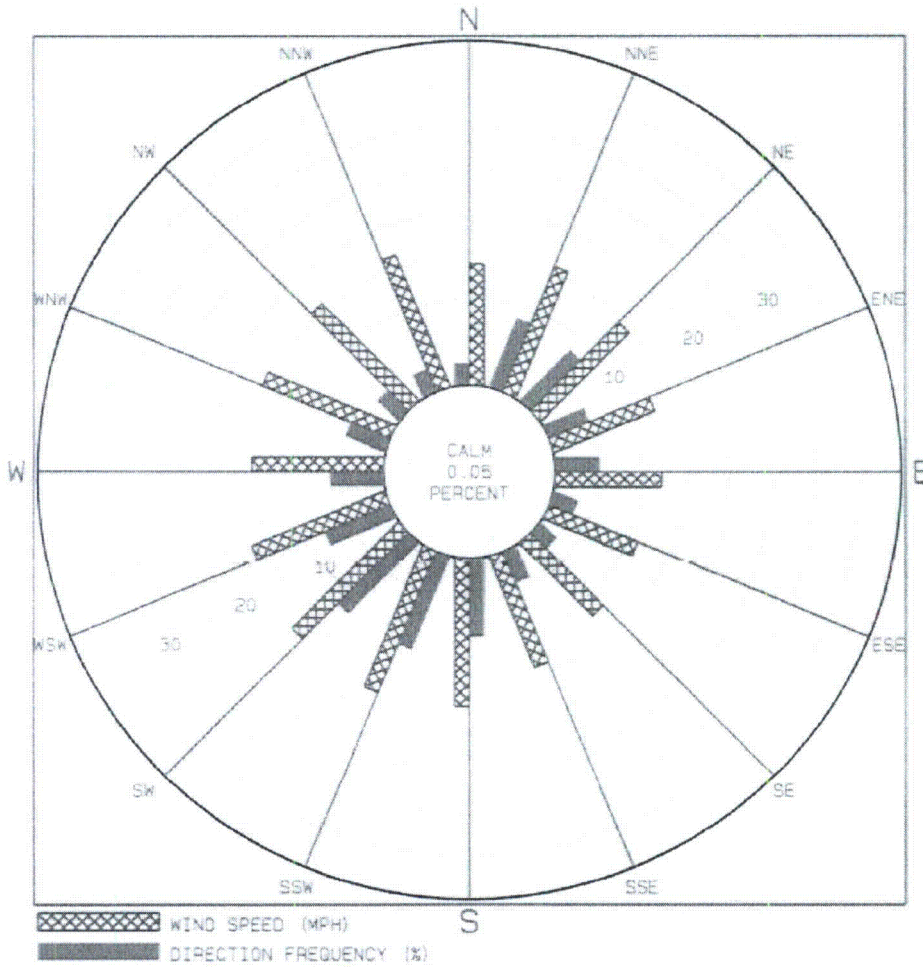 N
NNW
NNE
NW
NE
WNW
ENE
30
20
10
W
CALM
0.05
PERCENT
E
10
20
30
WSW
ESE
SW
SE
SSW
SSE
S
WIND SPEED (MPH)
DIRECTION FREQUENCY (%)